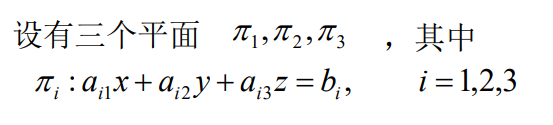 设有三个平面 π₁,π₂,π₃ ，其中
πᵢ : aᵢ₁x + aᵢ₂y + aᵢ₃z = bᵢ, i = 1,2,3